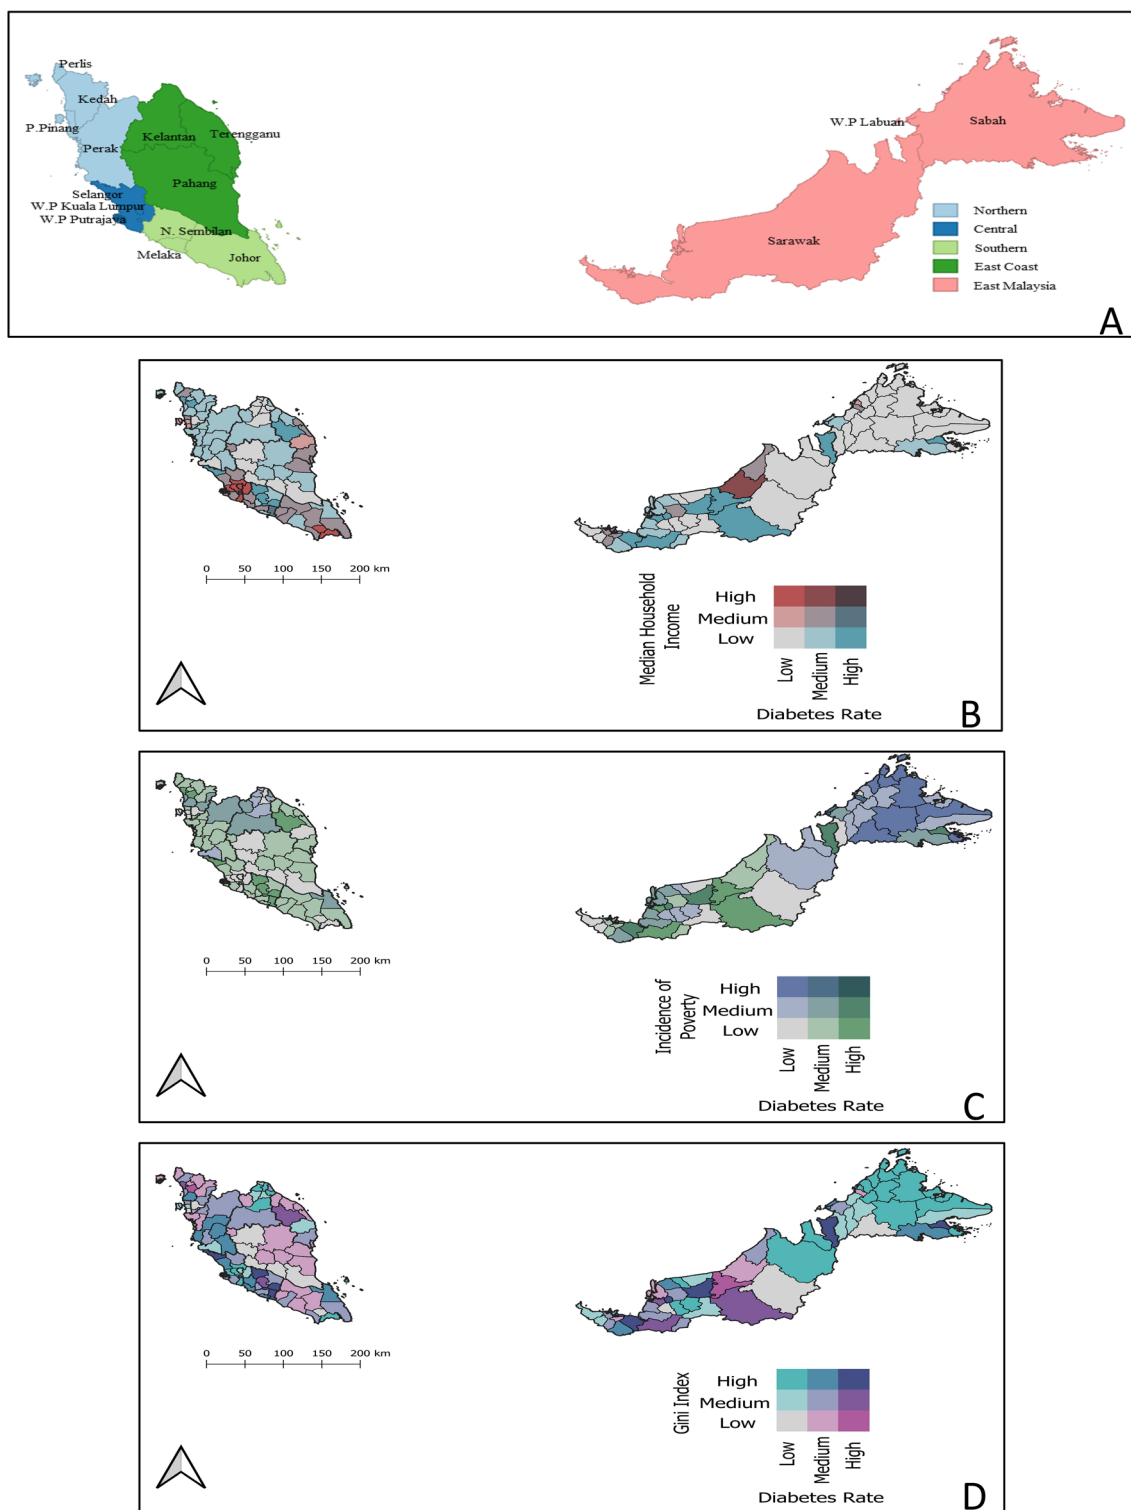 Perlis
Kedah
P.Pinang
Kelantan
Terengganu
Perak
Pahang
Selangor
W.P Kuala Lumpur
W.P Putrajaya
N. Sembilan
Melaka
Johor
W.P Labuan
Sabah
Sarawak
Northern
Central
Southern
East Coast
East Malaysia
A
0 50 100 150 200 km
Median Household
Income
High
Medium
Low
Low Medium High
Diabetes Rate
B
0 50 100 150 200 km
Incidence of
Poverty
High
Medium
Low
Low Medium High
Diabetes Rate
C
0 50 100 150 200 km
Gini Index
High
Medium
Low
Low Medium High
Diabetes Rate
D